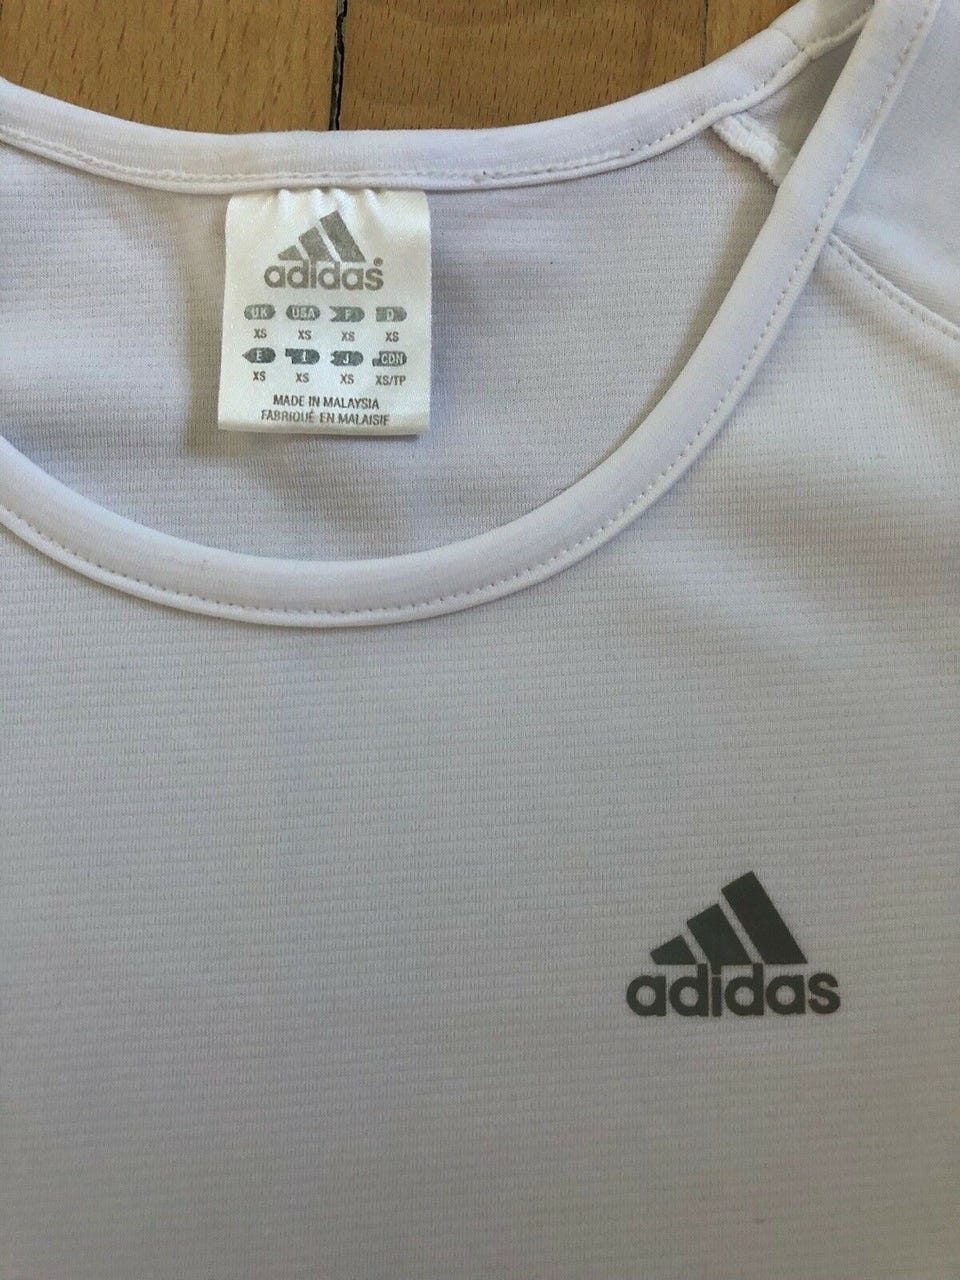 adidas®
UK USA F D
XS XS XS XS
E I J CDN
XS XS XS XS/TP
MADE IN MALAYSIA
FABRIQUÉ EN MALAISIE
adidas